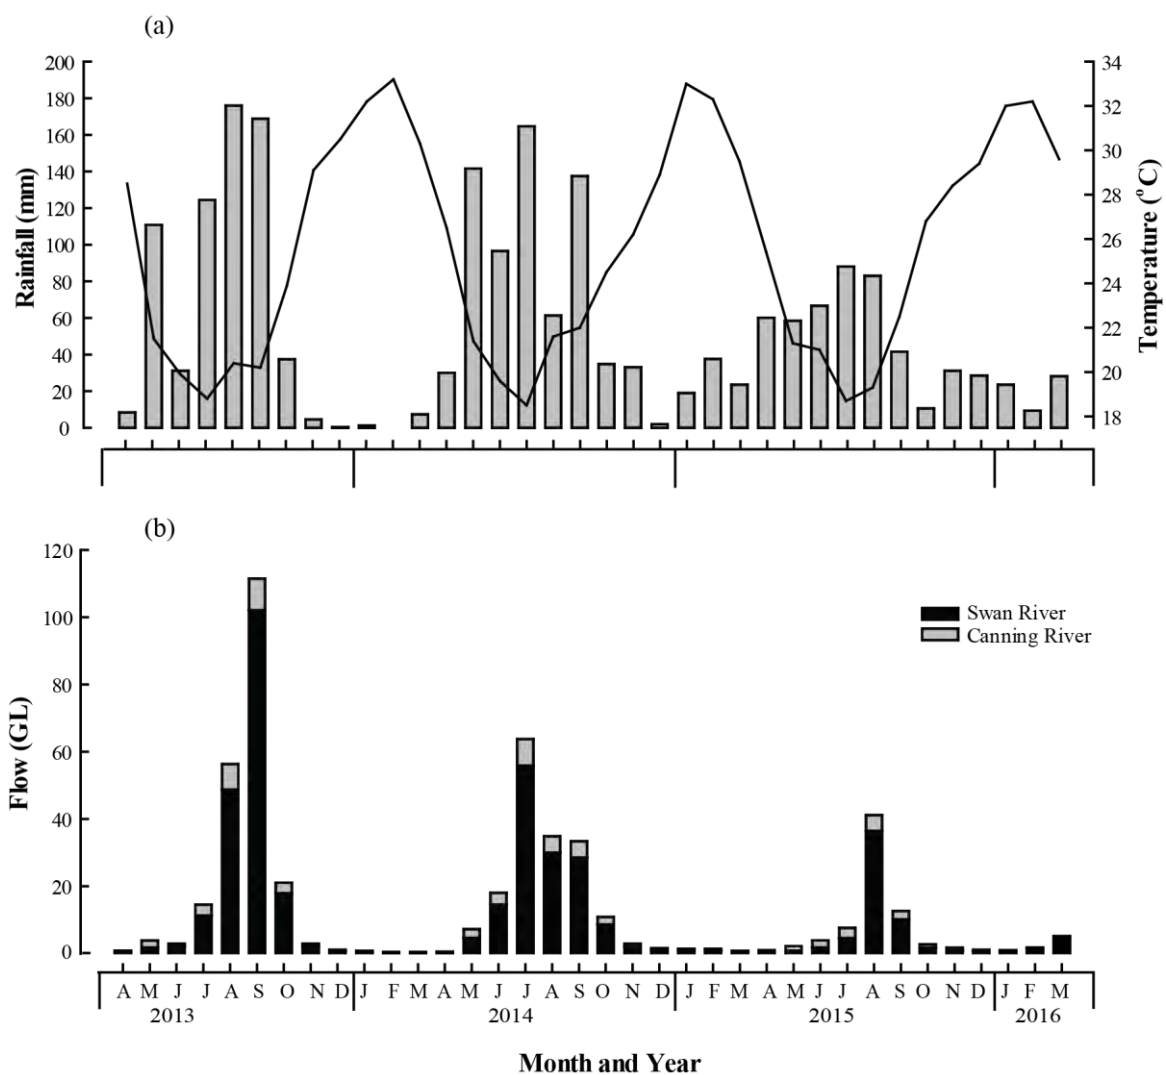 (a)
200
180
160
140
120
100
80
60
40
20
0
Rainfall (mm)
34
32
30
28
26
24
22
20
18
Temperature (°C)
(b)
120
100
80
60
40
20
0
Flow (GL)
Swan River
Canning River
A M J J A S O N D J F M A M J J A S O N D J F M A M J J A S O N D J F M
2013 2014 2015 2016
Month and Year